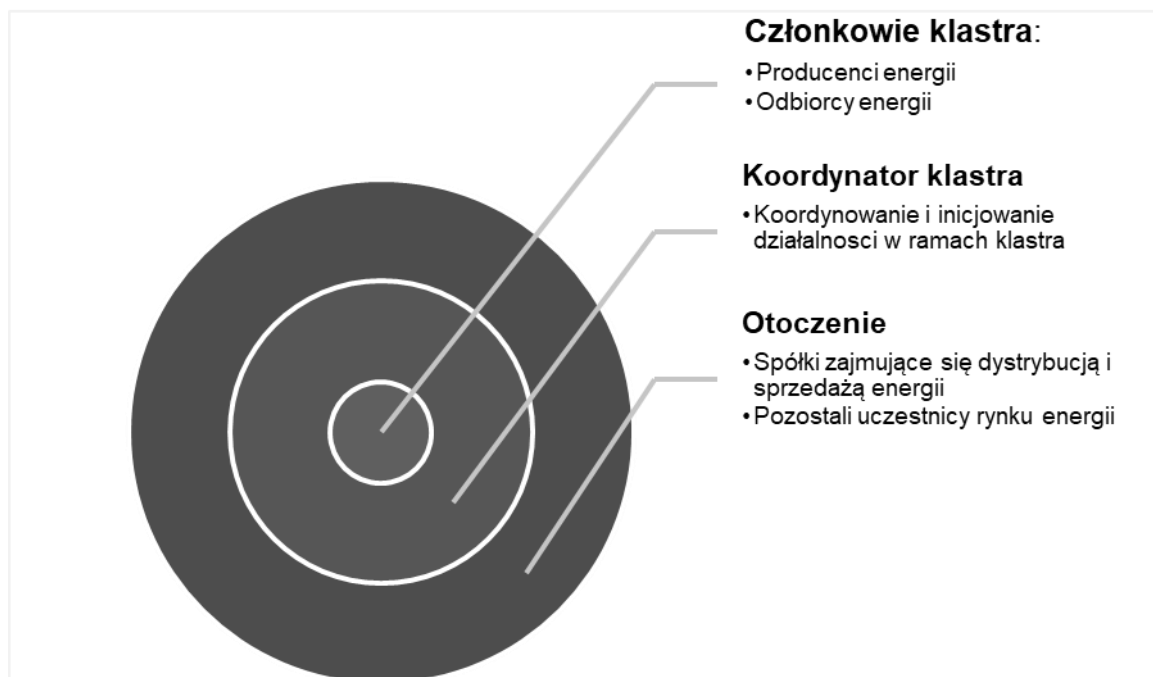 Członkowie klastra:
•Producenci energii
•Odbiorcy energii
Koordynator klastra
•Koordynowanie i inicjowanie
działalnosci w ramach klastra
Otoczenie
•Spółki zajmujące się dystrybucją i
sprzedażą energii
•Pozostali uczestnicy rynku energii